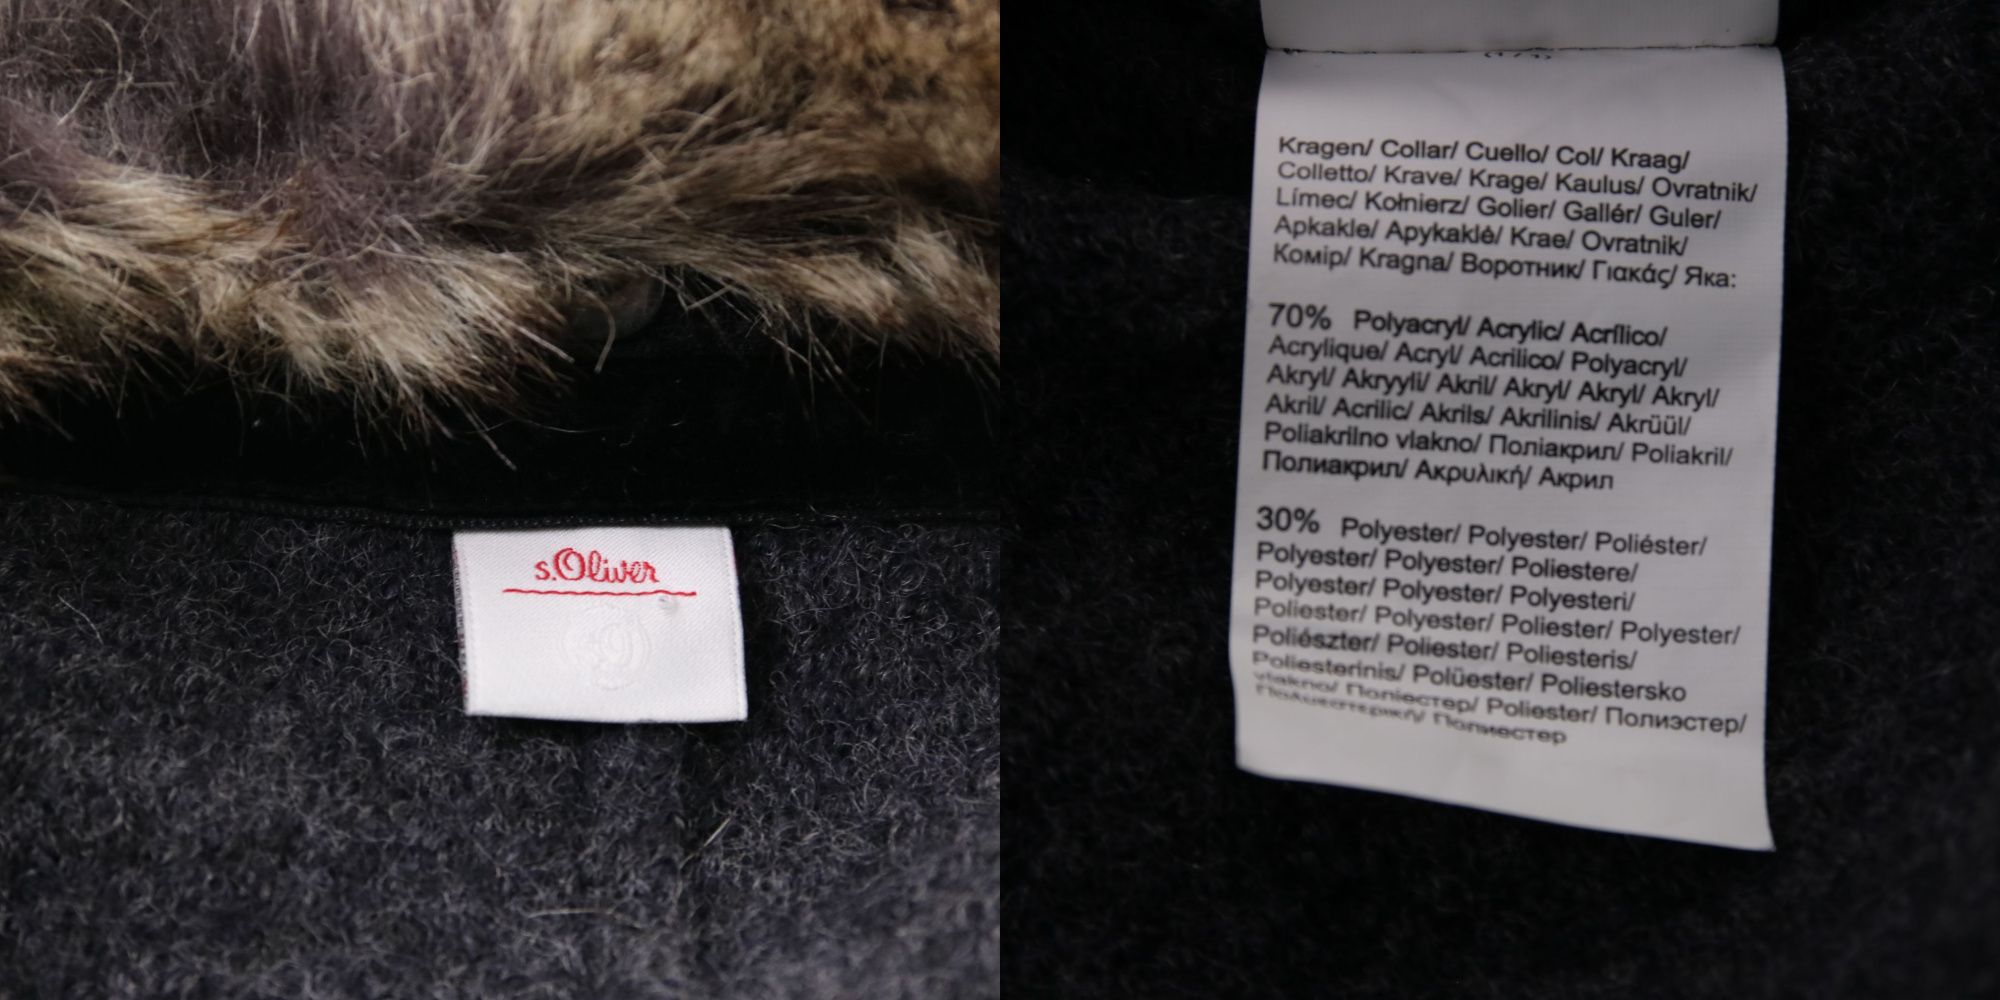 s.Oliver
Kragen/ Collar/ Cuello/ Col/ Kraag/
Colletto/ Krave/ Krage/ Kaulus/ Ovratnik/
Límec/ Kołnierz/ Golier/ Gallér/ Guler/
Apkakle/ Apykaklė/ Krae/ Ovratnik/
Комір/ Kragna/ Воротник/ Γιακάς/ Яка:
70% Polyacryl/ Acrylic/ Acrílico/
Acrylique/ Acryl/ Acrilico/ Polyacryl/
Akryl/ Akryyli/ Akril/ Akryl/ Akryl/ Akryl/
Akril/ Acrilic/ Akrils/ Akrilinis/ Akrüül/
Poliakrilno vlakno/ Поліакрил/ Poliakril/
Полиакрил/ Ακρυλική/ Акрил
30% Polyester/ Polyester/ Poliéster/
Polyester/ Polyester/ Poliestere/
Polyester/ Polyester/ Polyesteri/
Poliester/ Polyester/ Poliester/ Polyester/
Poliészter/ Poliester/ Poliesteris/
Poliesterinis/ Polüester/ Poliestersko
vlakno/ Поліестер/ Poliester/ Полиэстер/
Πολυεστερική/ Полиестер